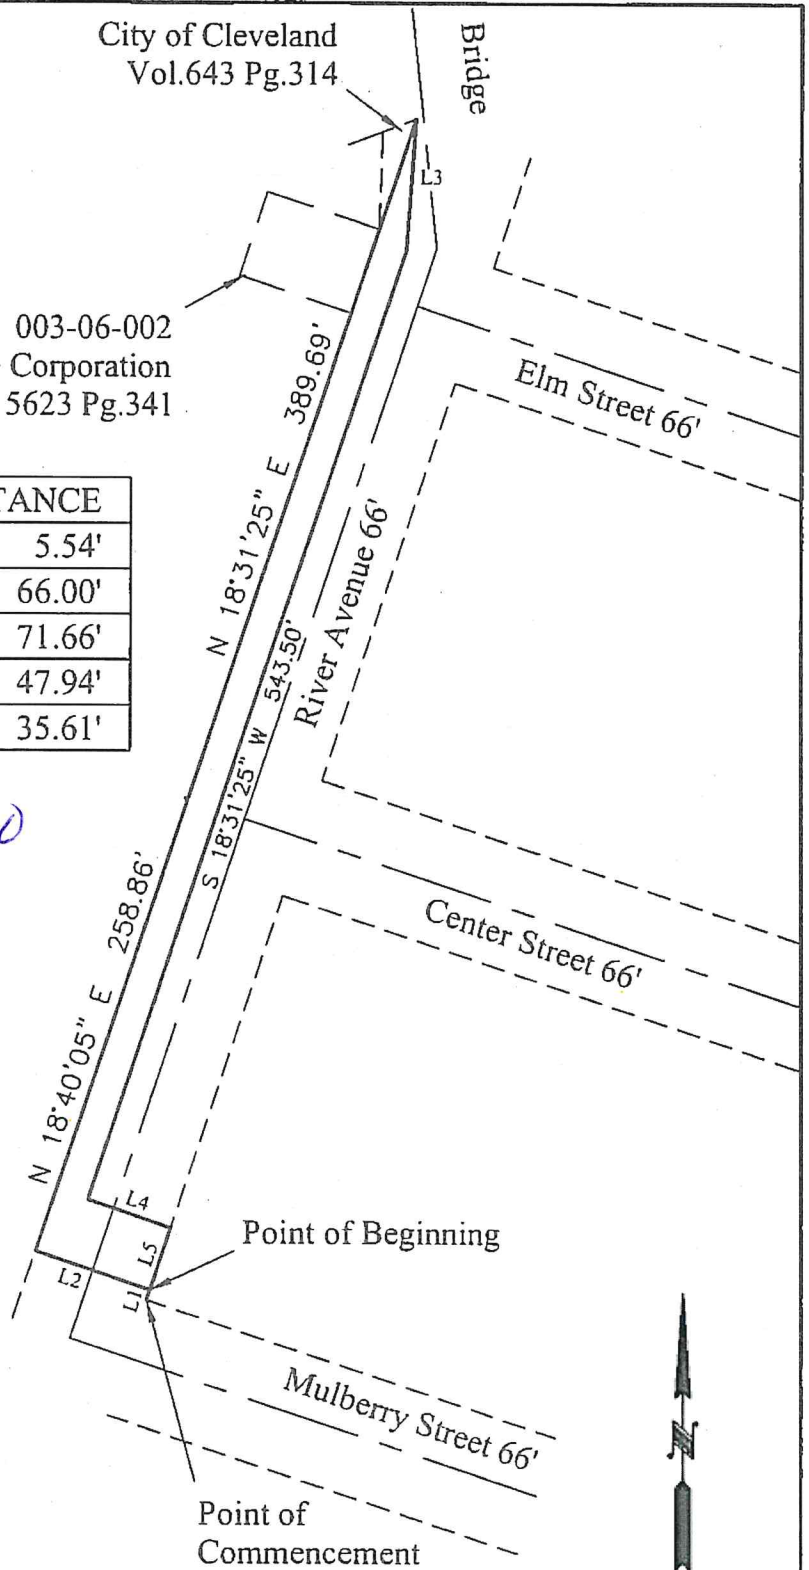 City of Cleveland
Vol.643 Pg.314
Bridge
L3
003-06-002
Corporation
5623 Pg.341
Elm Street 66'
N 18°31'25" E 389.69'
TANCE
5.54'
66.00'
71.66'
47.94'
35.61'
River Avenue 66'
S 18°31'25" W 543.50'
N 18°40'05" E 258.86'
Center Street 66'
L4
L5
Point of Beginning
L2
L1
Mulberry Street 66'
N
Point of
Commencement